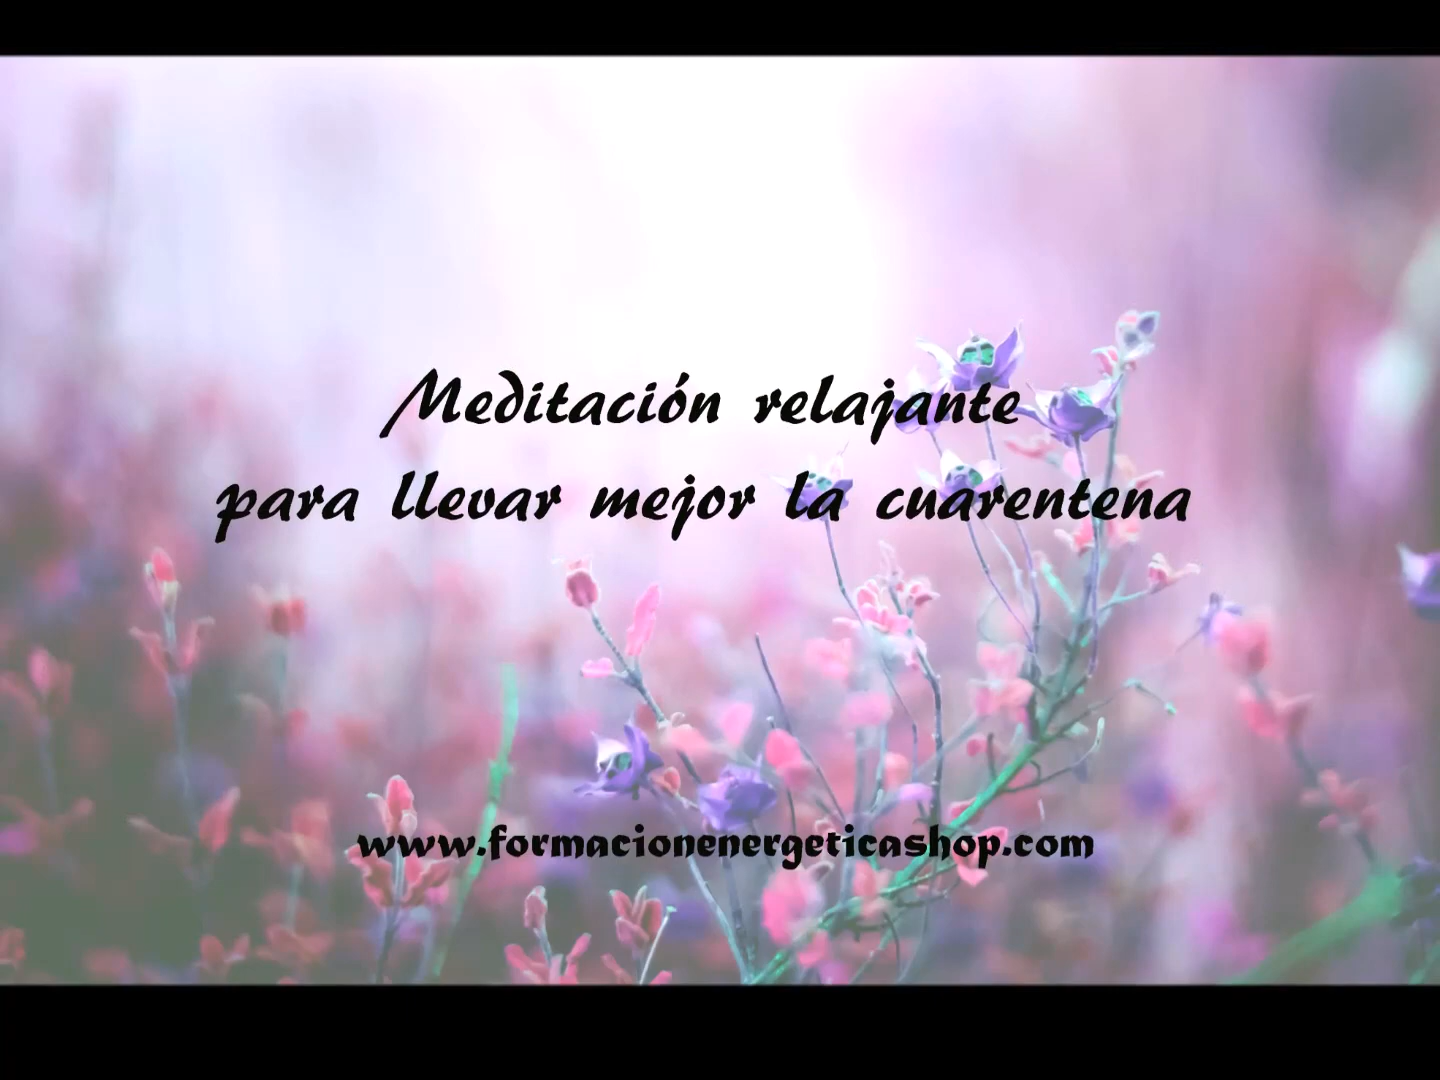 Meditación relajante
para llevar mejor la cuarentena
www.formacionenergeticashop.com